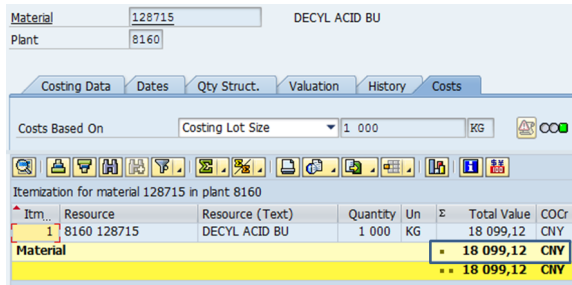 Material 128715 DECYL ACID BU
Plant 8160
Costing Data Dates Qty Struct. Valuation History Costs
Costs Based On Costing Lot Size 1 000 KG
Itemization for material 128715 in plant 8160
Itm... Resource Resource (Text) Quantity Un Σ Total Value COCr
1 8160 128715 DECYL ACID BU 1 000 KG 18 099,12 CNY
Material 18 099,12 CNY
18 099,12 CNY